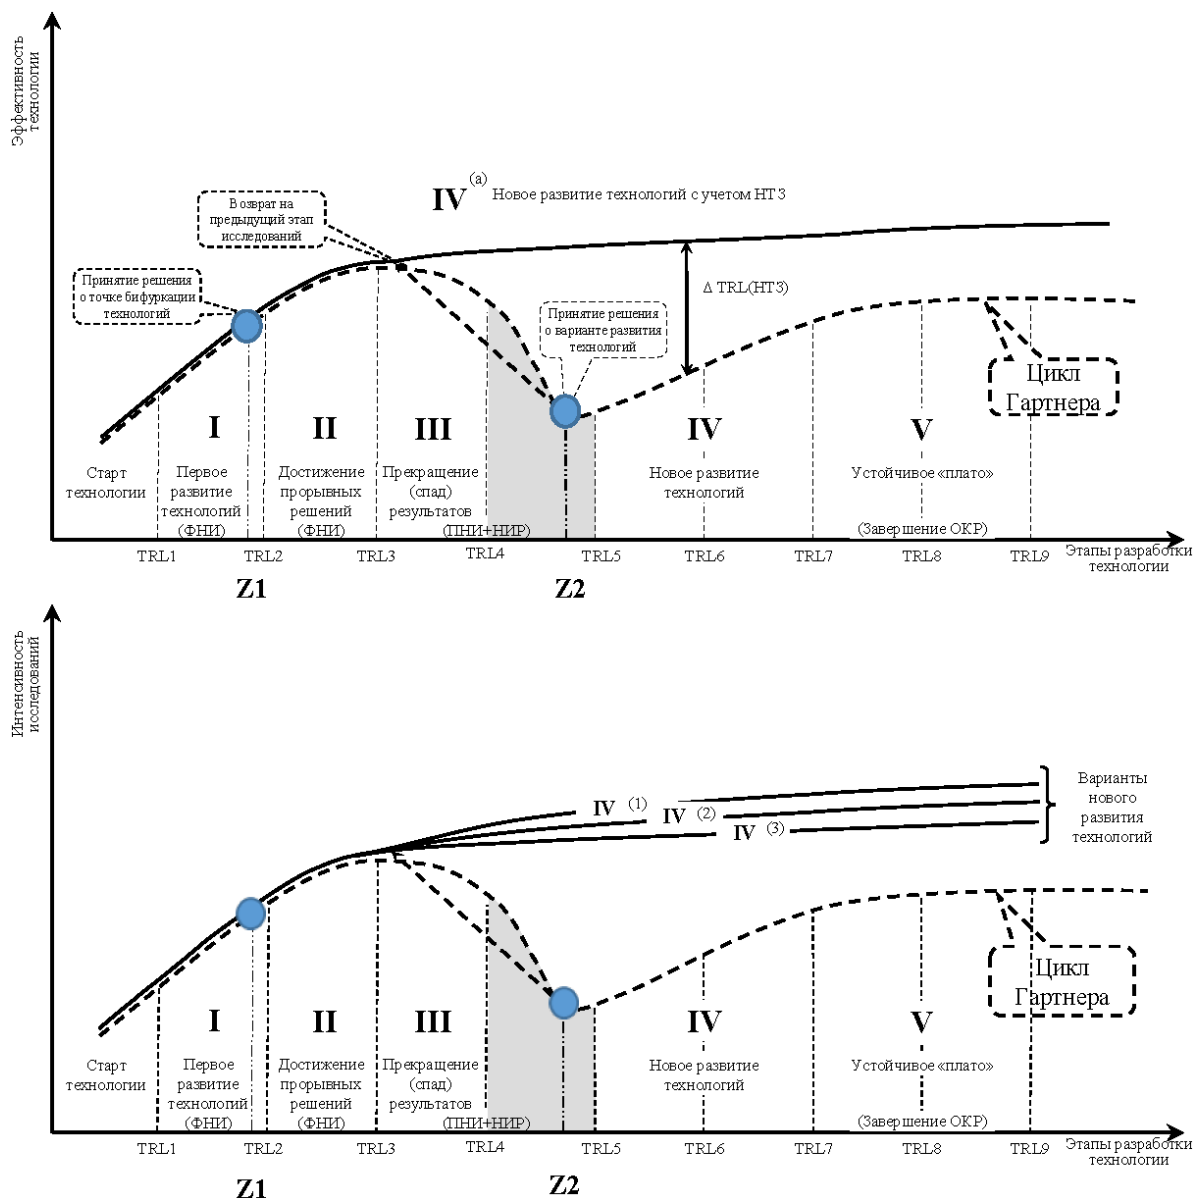 Эффективность
технологии
IV (a) Новое развитие технологий с учетом НТЗ
Возврат на
предыдущий этап
исследований
Принятие решения
о точке бифуркации
технологий
Δ TRL(НТЗ)
Принятие решения
о варианте развития
технологий
Цикл
Гартнера
I
II
III
IV
V
Старт
технологии
Первое
развитие
технологий
(ФНИ)
Достижение
прорывных
решений
(ФНИ)
Прекращение
(спад)
результатов
(ПНИ+НИР)
Новое развитие
технологий
Устойчивое «плато»
(Завершение ОКР)
TRL1
TRL2
TRL3
TRL4
TRL5
TRL6
TRL7
TRL8
TRL9
Этапы разработки
технологии
Z1
Z2
Интенсивность
исследований
IV (1)
IV (2)
IV (3)
Варианты
нового
развития
технологий
Цикл
Гартнера
I
II
III
IV
V
Старт
технологии
Первое
развитие
технологий
(ФНИ)
Достижение
прорывных
решений
(ФНИ)
Прекращение
(спад)
результатов
(ПНИ+НИР)
Новое развитие
технологий
Устойчивое «плато»
(Завершение ОКР)
TRL1
TRL2
TRL3
TRL4
TRL5
TRL6
TRL7
TRL8
TRL9
Этапы разработки
технологии
Z1
Z2